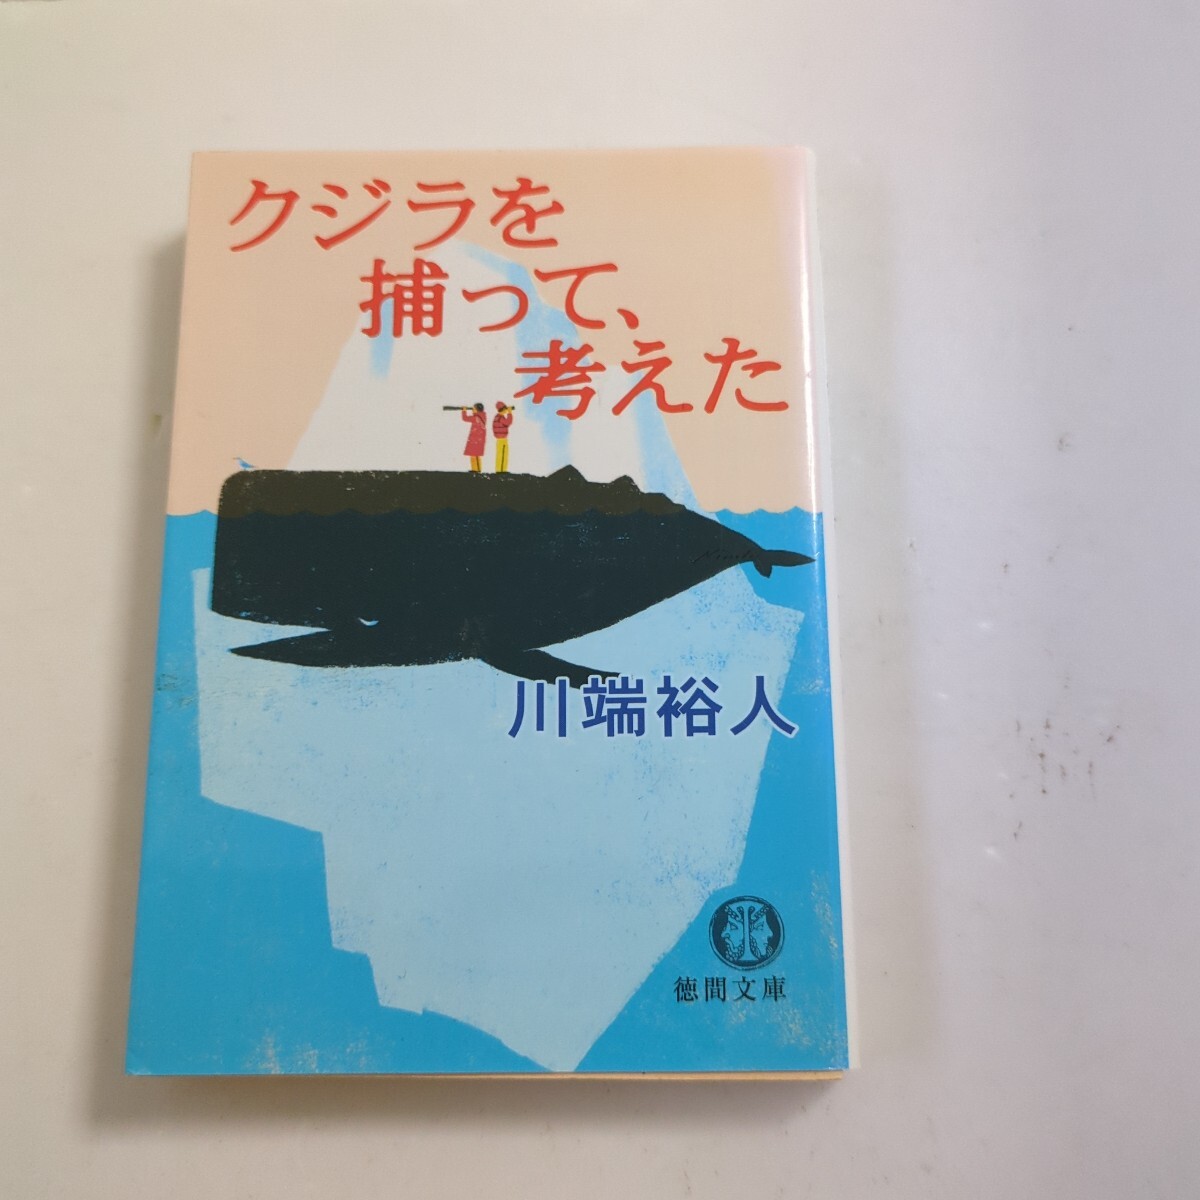 クジラを
捕って、
考えた
川端裕人
徳間文庫